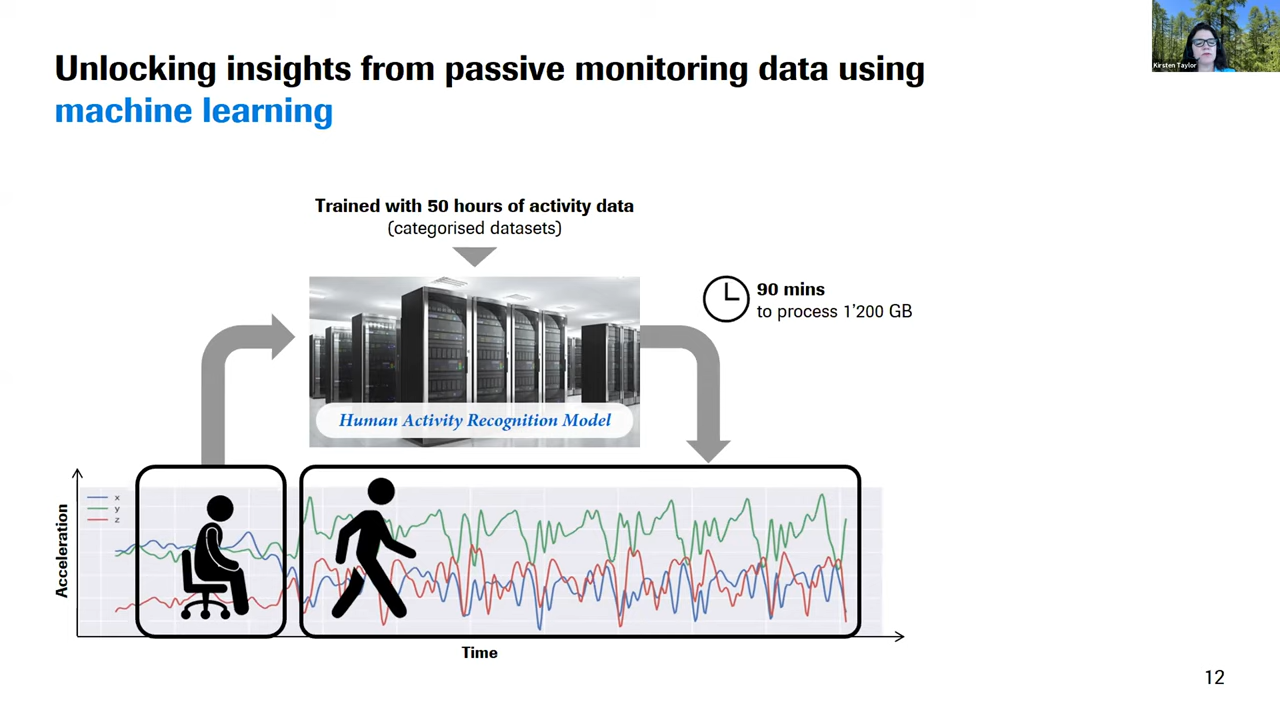 Kirsten Taylor
Unlocking insights from passive monitoring data using
machine learning
Trained with 50 hours of activity data
(categorised datasets)
90 mins
to process 1’200 GB
Human Activity Recognition Model
x
y
z
Acceleration
Time
12